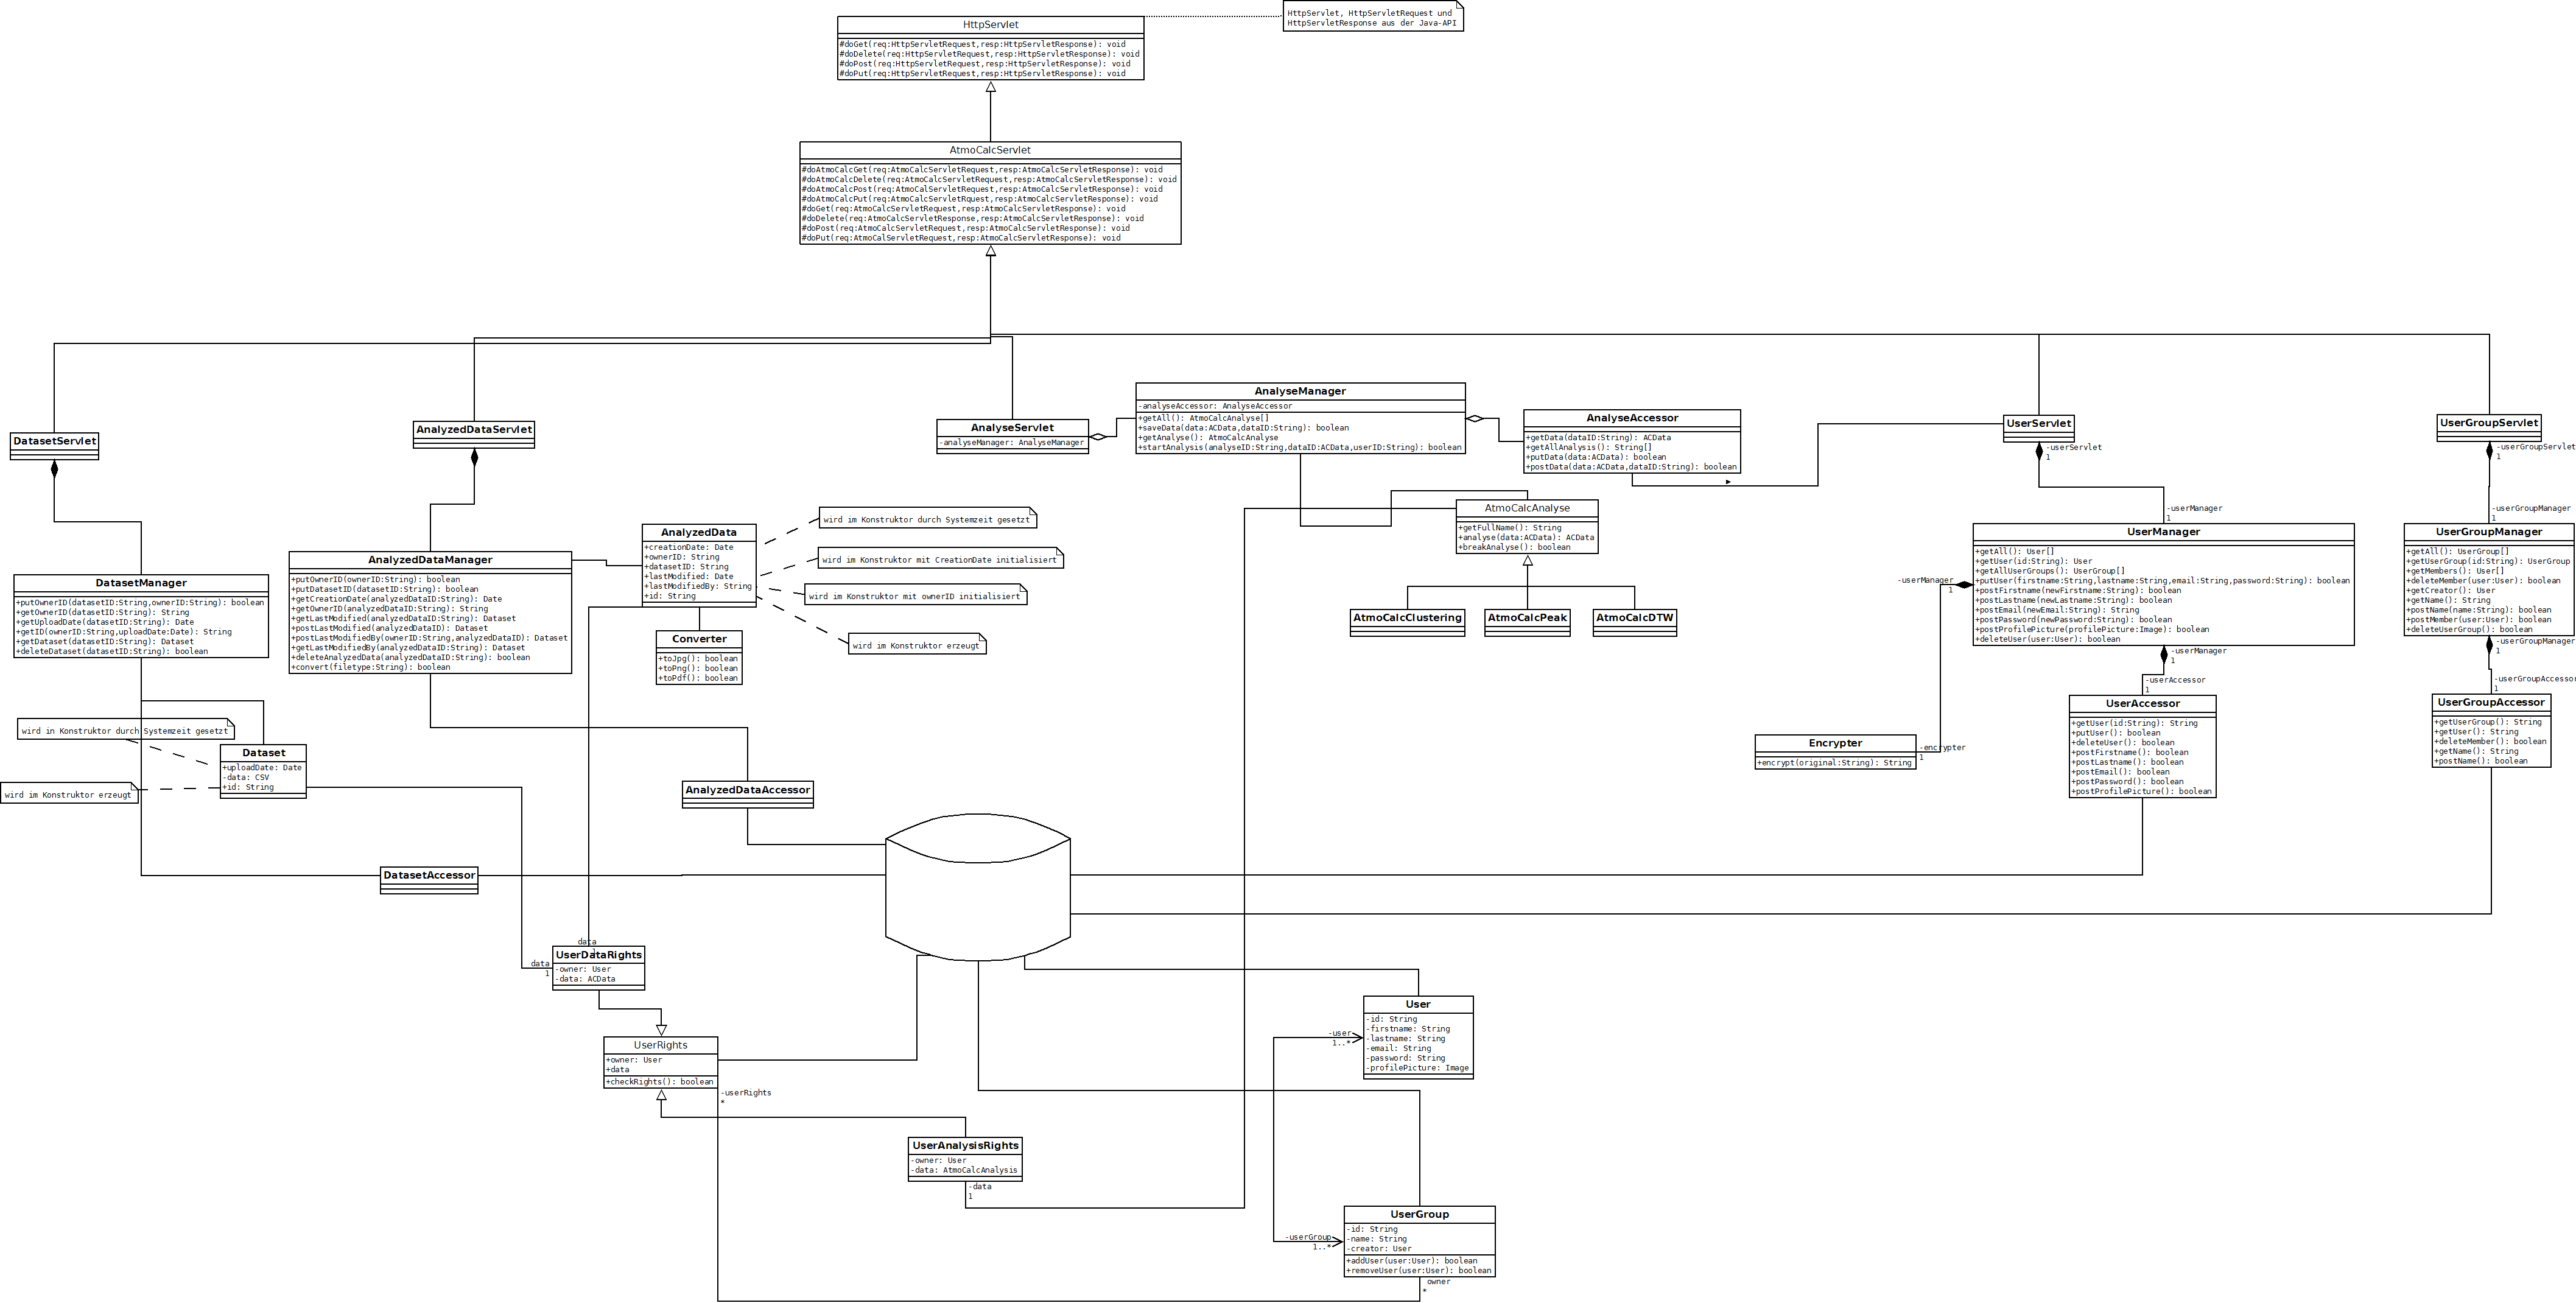 HttpServlet
#doGet(req:HttpServletRequest,resp:HttpServletResponse): void
#doDelete(req:HttpServletRequest,resp:HttpServletResponse): void
#doPost(req:HttpServletRequest,resp:HttpServletResponse): void
#doPut(req:HttpServletRequest,resp:HttpServletResponse): void
HttpServlet, HttpServletRequest und
HttpServletResponse aus der Java-API
AtmoCalcServlet
#doAtmoCalcGet(req:AtmoCalcServletRequest,resp:AtmoCalcServletResponse): void
#doAtmoCalcDelete(req:AtmoCalcServletRequest,resp:AtmoCalcServletResponse): void
#doAtmoCalcPost(req:AtmoCalServletRequest,resp:AtmoCalcServletResponse): void
#doAtmoCalcPut(req:AtmoCalcServletRequest,resp:AtmoCalcServletResponse): void
#doGet(req:AtmoCalcServletRequest,resp:AtmoCalcServletResponse): void
#doDelete(req:AtmoCalcServletResponse,resp:AtmoCalcServletResponse): void
#doPost(req:AtmoCalcServletRequest,resp:AtmoCalcServletResponse): void
#doPut(req:AtmoCalServletRequest,resp:AtmoCalcServletResponse): void
DatasetServlet
AnalyzedDataServlet
AnalyseServlet
-analyseManager: AnalyseManager
AnalyseManager
-analyseAccessor: AnalyseAccessor
+getAll(): AtmoCalcAnalyse[]
+saveData(data:ACData,dataID:String): boolean
+getAnalyse(): AtmoCalcAnalyse
+startAnalysis(analyseID:String,dataID:ACData,userID:String): boolean
AnalyseAccessor
+getData(dataID:String): ACData
+getAllAnalysis(): String[]
+putData(data:ACData): boolean
+postData(data:ACData,dataID:String): boolean
UserServlet
-userServlet
1
UserGroupServlet
-userGroupServlet
1
DatasetManager
+putOwnerID(datasetID:String,ownerID:String): boolean
+getOwnerID(datasetID:String): String
+getUploadDate(datasetID:String): Date
+getID(ownerID:String,uploadDate:Date): String
+getDataset(datasetID:String): Dataset
+deleteDataset(datasetID:String): boolean
AnalyzedDataManager
+putOwnerID(ownerID:String): boolean
+putDatasetID(datasetID:String): boolean
+getCreationDate(analyzedDataID:String): Date
+getOwnerID(analyzedDataID:String): String
+getLastModified(analyzedDataID:String): Dataset
+postLastModified(analyzedDataID): Dataset
+postLastModifiedBy(ownerID:String,analyzedDataID): Dataset
+getLastModifiedBy(analyzedDataID:String): Dataset
+deleteAnalyzedData(analyzedDataID:String): boolean
+convert(filetype:String): boolean
AnalyzedData
+creationDate: Date
+ownerID: String
+datasetID: String
+lastModified: Date
+lastModifiedBy: String
+id: String
wird im Konstruktor durch Systemzeit gesetzt
wird im Konstruktor mit CreationDate initialisiert
wird im Konstruktor mit ownerID initialisiert
wird im Konstruktor erzeugt
Converter
+toJpg(): boolean
+toPng(): boolean
+toPdf(): boolean
AtmoCalcAnalyse
+getFullName(): String
+analyse(data:ACData): ACData
+breakAnalyse(): boolean
AtmoCalcClustering
AtmoCalcPeak
AtmoCalcDTW
-userManager
1
UserManager
+getAll(): User[]
+getUser(id:String): User
+getAllUserGroups(): UserGroup[]
+putUser(firstname:String,lastname:String,email:String,password:String): boolean
+postFirstname(newFirstname:String): boolean
+postLastname(newLastname:String): boolean
+postEmail(newEmail:String): String
+postPassword(newPassword:String): boolean
+postProfilePicture(profilePicture:Image): boolean
+deleteUser(user:User): boolean
-userManager
1
-userManager
1
-userGroupManager
1
UserGroupManager
+getAll(): UserGroup[]
+getUserGroup(id:String): UserGroup
+getMembers(): User[]
+deleteMember(user:User): boolean
+getCreator(): User
+getName(): String
+postName(name:String): boolean
+postMember(user:User): boolean
+deleteUserGroup(): boolean
-userGroupManager
1
-userAccessor
1
UserAccessor
+getUser(id:String): String
+putUser(): boolean
+deleteUser(): boolean
+postFirstname(): boolean
+postLastname(): boolean
+postEmail(): boolean
+postPassword(): boolean
+postProfilePicture(): boolean
-userGroupAccessor
1
UserGroupAccessor
+getUserGroup(): String
+getUser(): String
+deleteMember(): boolean
+getName(): String
+postName(): boolean
Encrypter
+encrypt(original:String): String
-encrypter
1
wird in Konstruktor durch Systemzeit gesetzt
Dataset
+uploadDate: Date
-data: CSV
+id: String
wird im Konstruktor erzeugt
AnalyzedDataAccessor
DatasetAccessor
data
data
1
UserDataRights
-owner: User
-data: ACData
UserRights
+owner: User
+data
+checkRights(): boolean
-userRights
*
UserAnalysisRights
-owner: User
-data: AtmoCalcAnalysis
-data
1
User
-id: String
-firstname: String
-lastname: String
-email: String
-password: String
-profilePicture: Image
-user
1..*
-userGroup
1..*
UserGroup
-id: String
-name: String
-creator: User
+addUser(user:User): boolean
+removeUser(user:User): boolean
owner
*